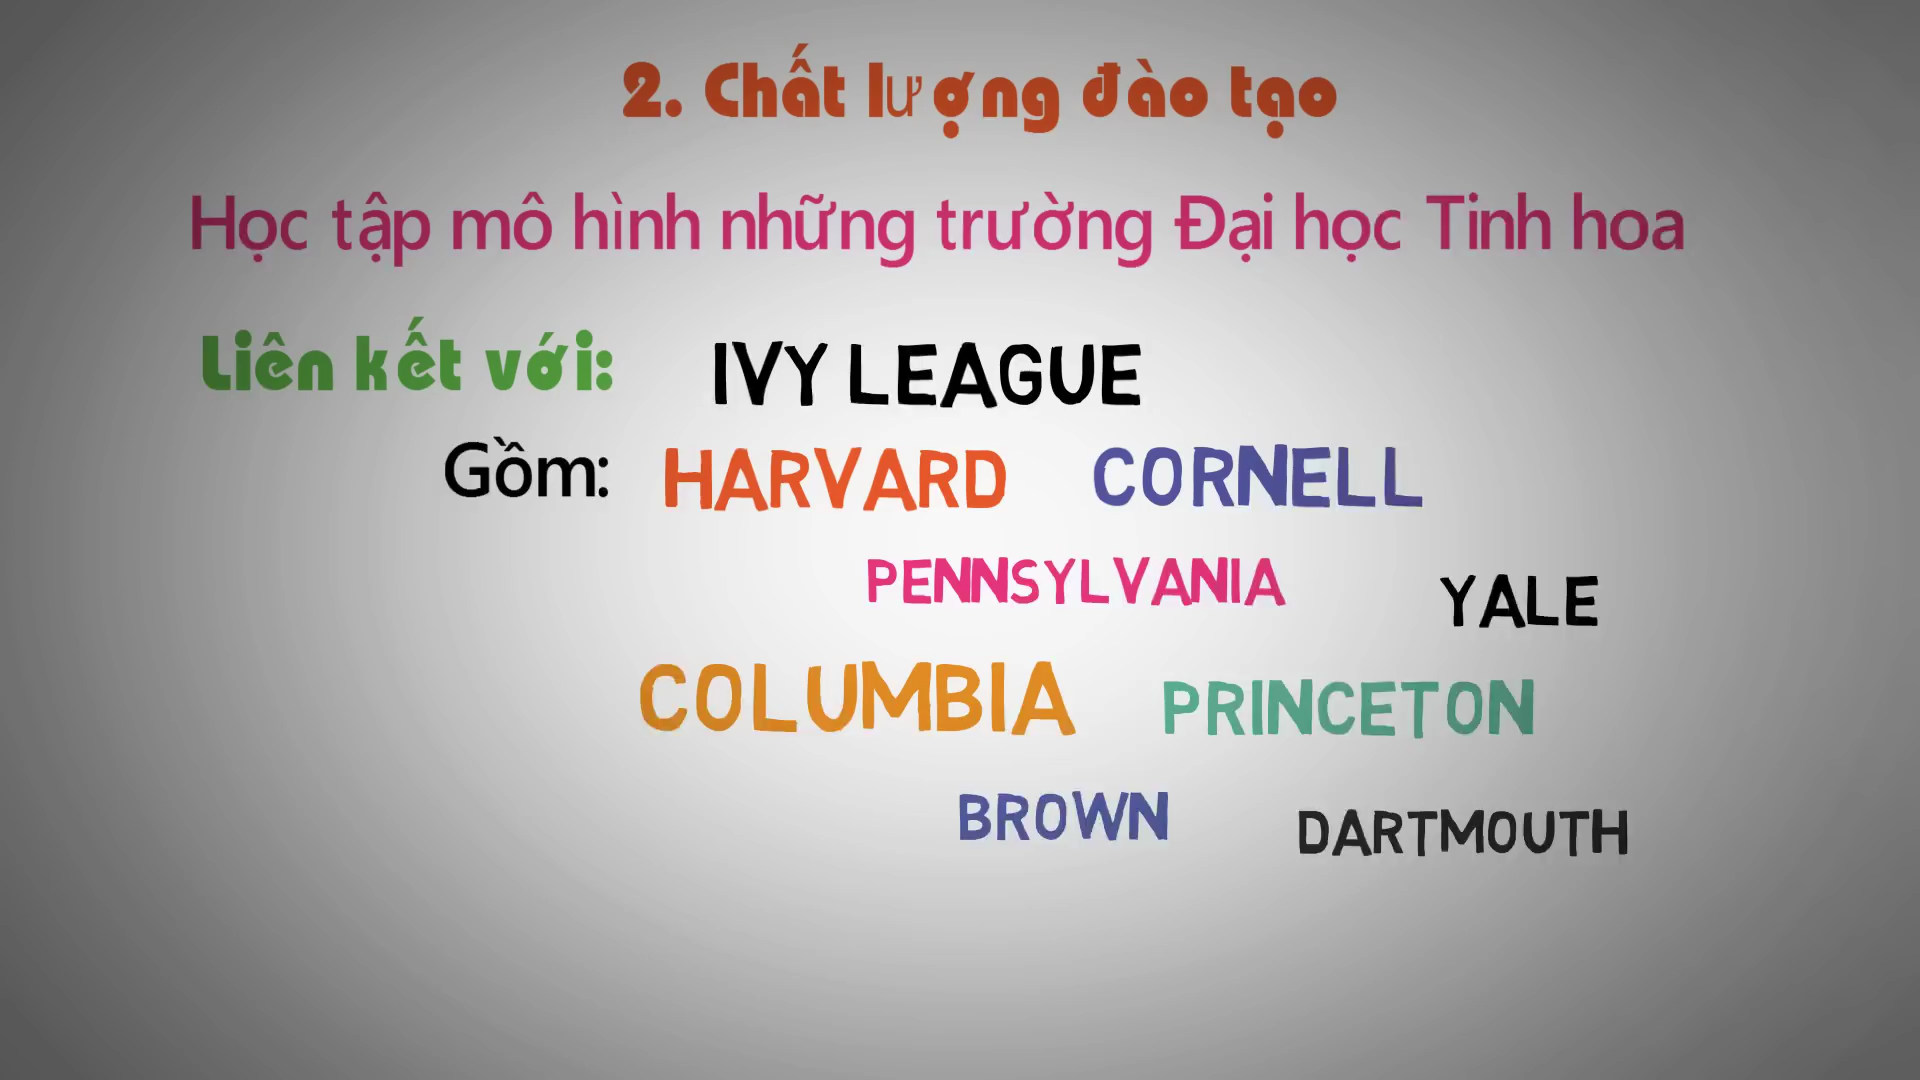 2. Chất lượng đào tạo
Học tập mô hình những trường Đại học Tinh hoa
Liên kết với: IVY LEAGUE
Gồm: HARVARD CORNELL
PENNSYLVANIA YALE
COLUMBIA PRINCETON
BROWN DARTMOUTH